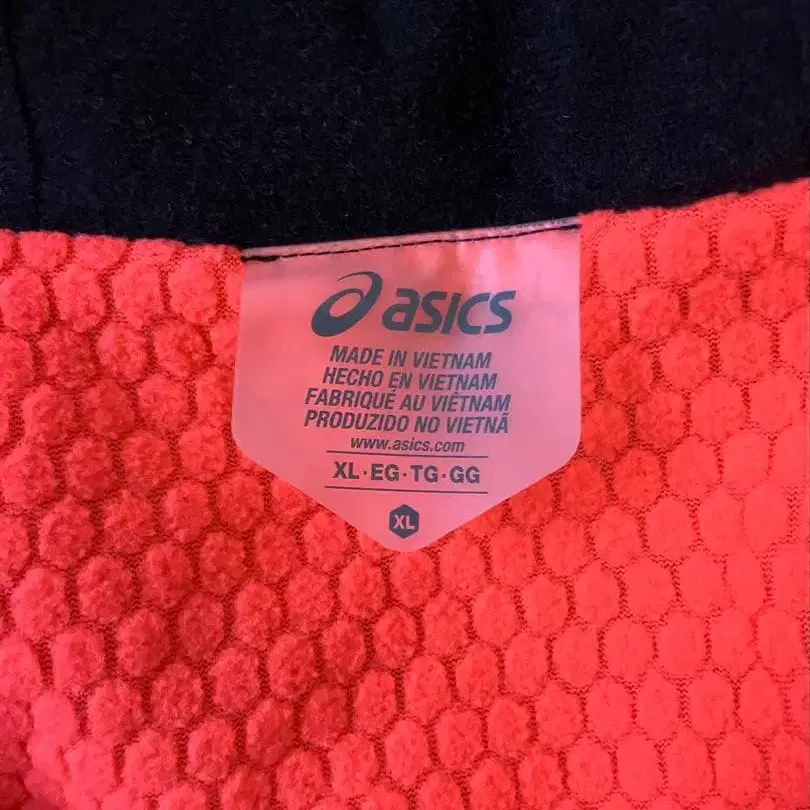 asics
MADE IN VIETNAM
HECHO EN VIETNAM
FABRIQUÉ AU VIÊTNAM
PRODUZIDO NO VIETNÃ
www.asics.com
XL·EG·TG·GG
XL